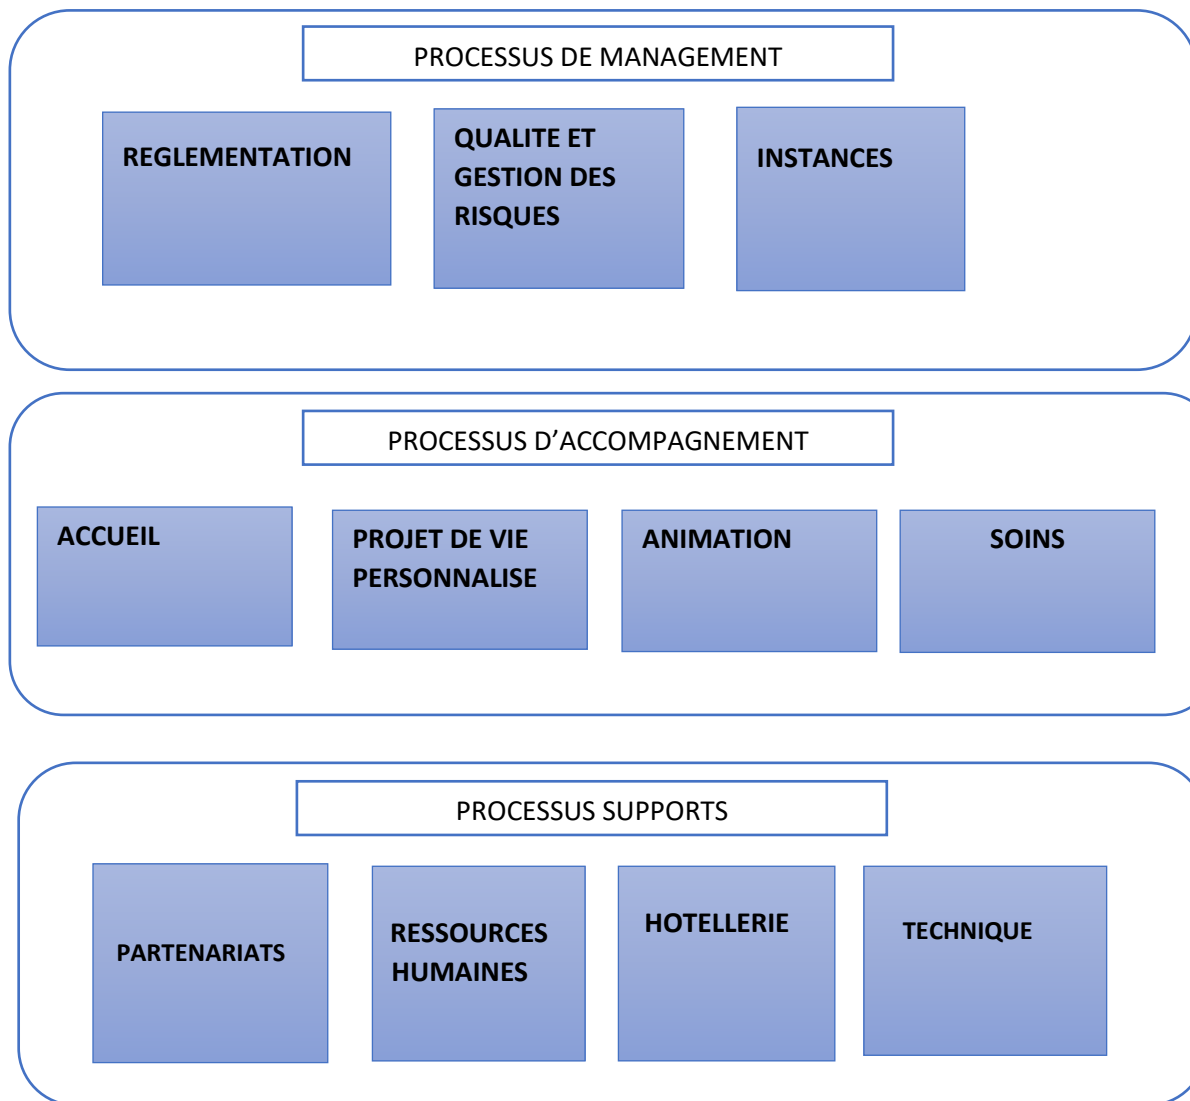 PROCESSUS DE MANAGEMENT
REGLEMENTATION
QUALITE ET
GESTION DES
RISQUES
INSTANCES
PROCESSUS D’ACCOMPAGNEMENT
ACCUEIL
PROJET DE VIE
PERSONNALISE
ANIMATION
SOINS
PROCESSUS SUPPORTS
PARTENARIATS
RESSOURCES
HUMAINES
HOTELLERIE
TECHNIQUE